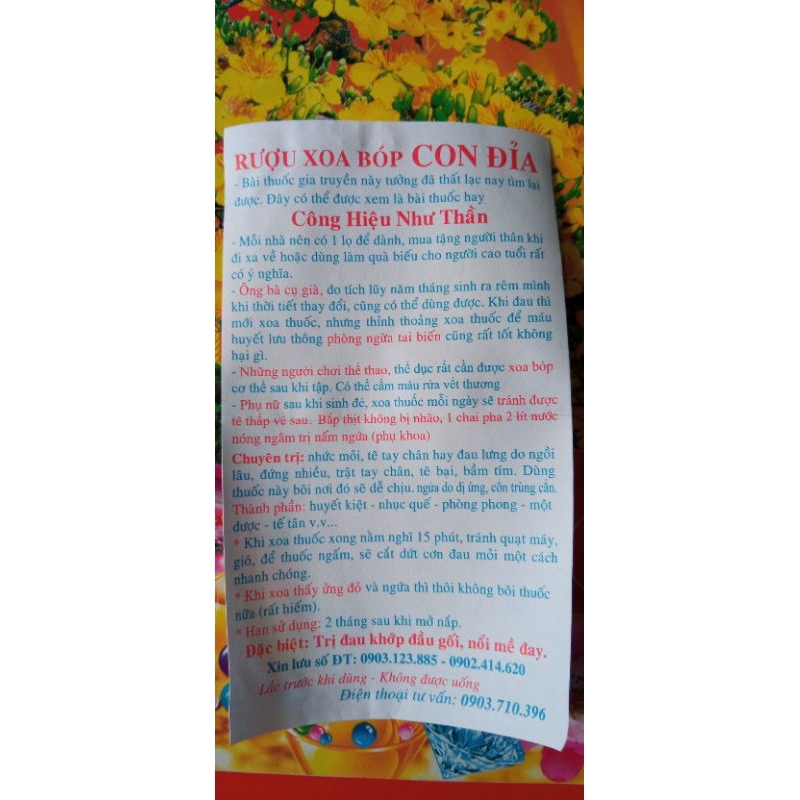 RƯỢU XOA BÓP CON ĐỈA
- Bài thuốc gia truyền này tưởng đã thất lạc nay tìm lại
được. Đây có thể được xem là bài thuốc hay
Công Hiệu Như Thần
- Mỗi nhà nên có 1 lọ để dành, mua tặng người thân khi
đi xa về hoặc dùng làm quà biếu cho người cao tuổi rất
có ý nghĩa.
- Ông bà cụ già, do tích lũy năm tháng sinh ra rêm mình
khi thời tiết thay đổi, cũng có thể dùng được. Khi đau thì
mới xoa thuốc, nhưng thỉnh thoảng xoa thuốc để máu
huyết lưu thông phòng ngừa tai biến cũng rất tốt không
hại gì.
- Những người chơi thể thao, thể dục rất cần được xoa bóp
cơ thể sau khi tập. Có thể cầm máu rửa vết thương
- Phụ nữ sau khi sinh đẻ, xoa thuốc mỗi ngày sẽ tránh được
tê thấp về sau. Bắp thịt không bị nhão, 1 chai pha 2 lít nước
nóng ngâm trị nấm ngứa (phụ khoa)
Chuyên trị: nhức mỏi, tê tay chân hay đau lưng do ngồi
lâu, đứng nhiều, trật tay chân, tê bại, bầm tím. Dùng
thuốc này bôi nơi đó sẽ dễ chịu. ngứa do dị ứng, côn trùng cắn.
Thành phần: huyết kiệt - nhục quế - phòng phong - một
dược - tế tân v.v...
* Khi xoa thuốc xong nằm nghĩ 15 phút, tránh quạt máy,
gió, để thuốc ngấm, sẽ cắt dứt cơn đau mỏi một cách
nhanh chóng.
* Khi xoa thấy ửng đỏ và ngứa thì thôi không bôi thuốc
nữa (rất hiếm).
* Hạn sử dụng: 2 tháng sau khi mở nắp.
Đặc biệt: Trị đau khớp đầu gối, nổi mề đay.
Xin lưu số ĐT: 0903.123.885 - 0902.414.620
Lắc trước khi dùng - Không được uống
Điện thoại tư vấn: 0903.710.396